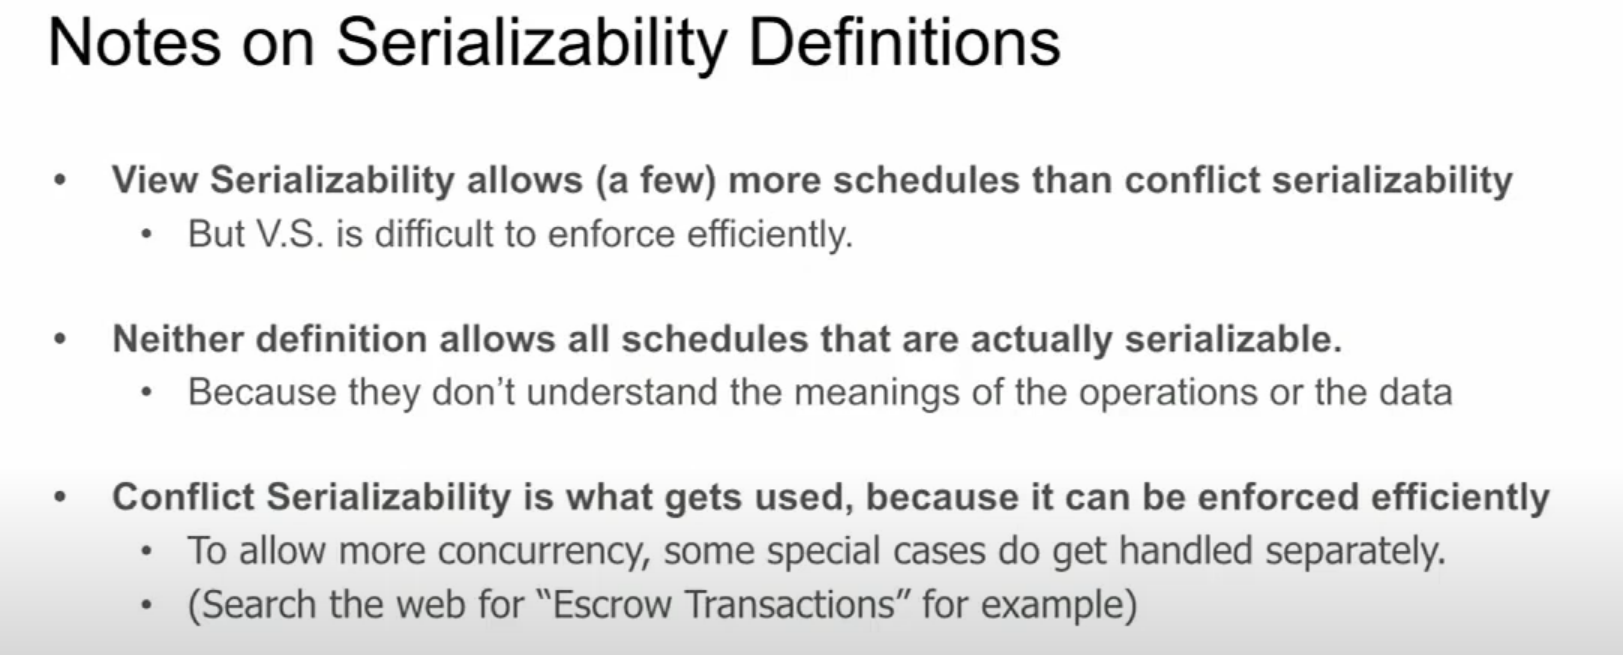 Notes on Serializability Definitions
• View Serializability allows (a few) more schedules than conflict serializability
• But V.S. is difficult to enforce efficiently.
• Neither definition allows all schedules that are actually serializable.
• Because they don’t understand the meanings of the operations or the data
• Conflict Serializability is what gets used, because it can be enforced efficiently
• To allow more concurrency, some special cases do get handled separately.
• (Search the web for “Escrow Transactions” for example)